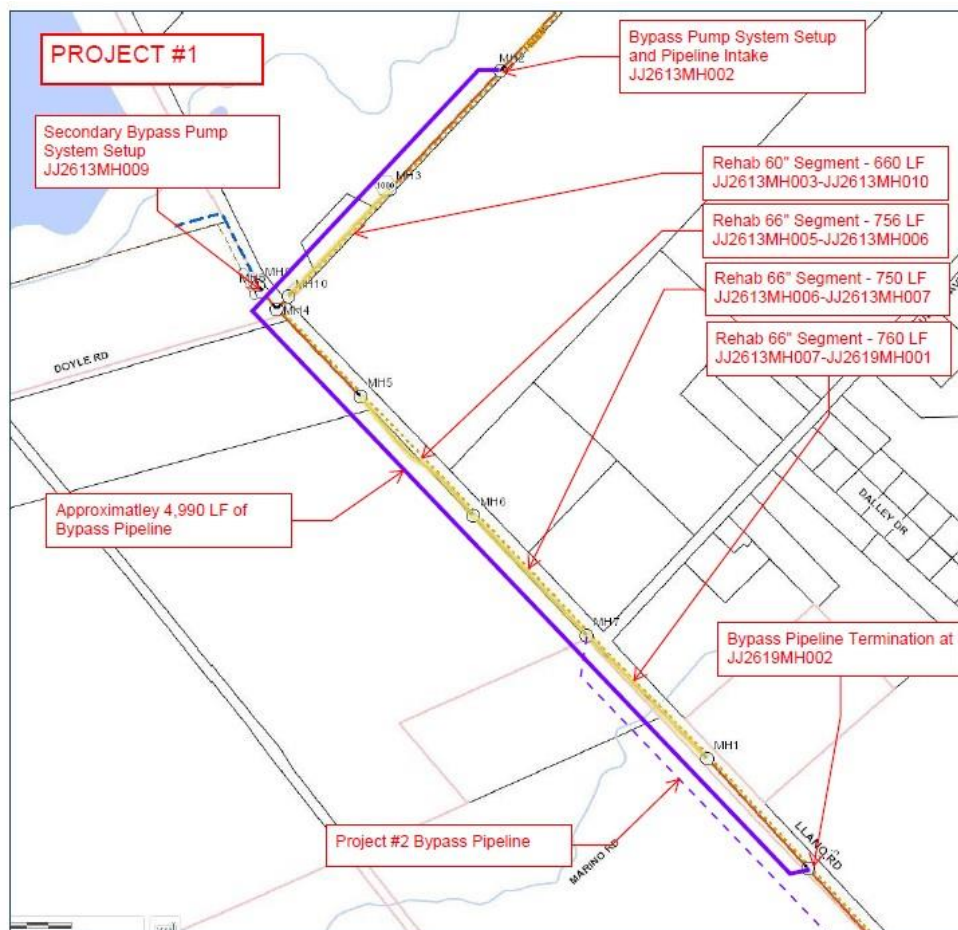 PROJECT #1
Bypass Pump System Setup
and Pipeline Intake
JJ2613MH002
MH2
Secondary Bypass Pump
System Setup
JJ2613MH009
Rehab 60" Segment - 660 LF
JJ2613MH003-JJ2613MH010
MH3
Rehab 66" Segment - 756 LF
JJ2613MH005-JJ2613MH006
Rehab 66" Segment - 750 LF
JJ2613MH006-JJ2613MH007
MH10
MH4
Rehab 66" Segment - 760 LF
JJ2613MH007-JJ2619MH001
DOYLE RD
MH5
Approximatley 4,990 LF of
Bypass Pipeline
MH6
DALLEY DR
MH7
Bypass Pipeline Termination at
JJ2619MH002
MH1
Project #2 Bypass Pipeline
MARINO RD
LLANO RD